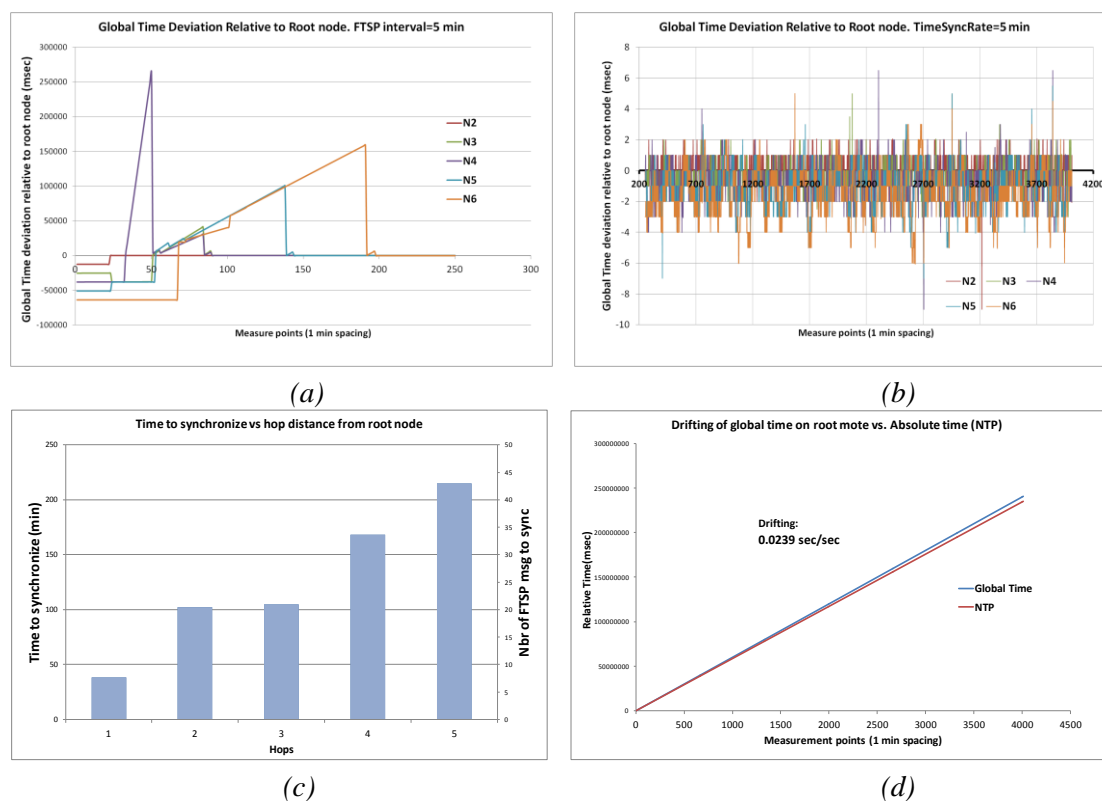 Global Time Deviation Relative to Root node. FTSP interval=5 min
Global Time deviation relative to root node (msec)
300000
250000
200000
150000
100000
50000
0
-50000
-100000
0 50 100 150 200 250 300
Measure points (1 min spacing)
N2
N3
N4
N5
N6
(a)
Global Time Deviation Relative to Root node. TimeSyncRate=5 min
Global Time deviation relative to root node (msec)
8
6
4
2
0
-2
-4
-6
-8
-10
200 700 1200 1700 2200 2700 3200 3700 4200
N2 N3 N4
N5 N6
Measure points (1 min spacing)
(b)
Time to synchronize vs hop distance from root node
Time to synchronize (min)
250
200
150
100
50
0
50
45
40
35
30
25
20
15
10
5
0
Nbr of FTSP msg to sync
1 2 3 4 5
Hops
(c)
Drifting of global time on root mote vs. Absolute time (NTP)
Relative Time(msec)
300000000
250000000
200000000
150000000
100000000
50000000
0
Drifting:
0.0239 sec/sec
Global Time
NTP
0 500 1000 1500 2000 2500 3000 3500 4000 4500
Measurement points (1 min spacing)
(d)